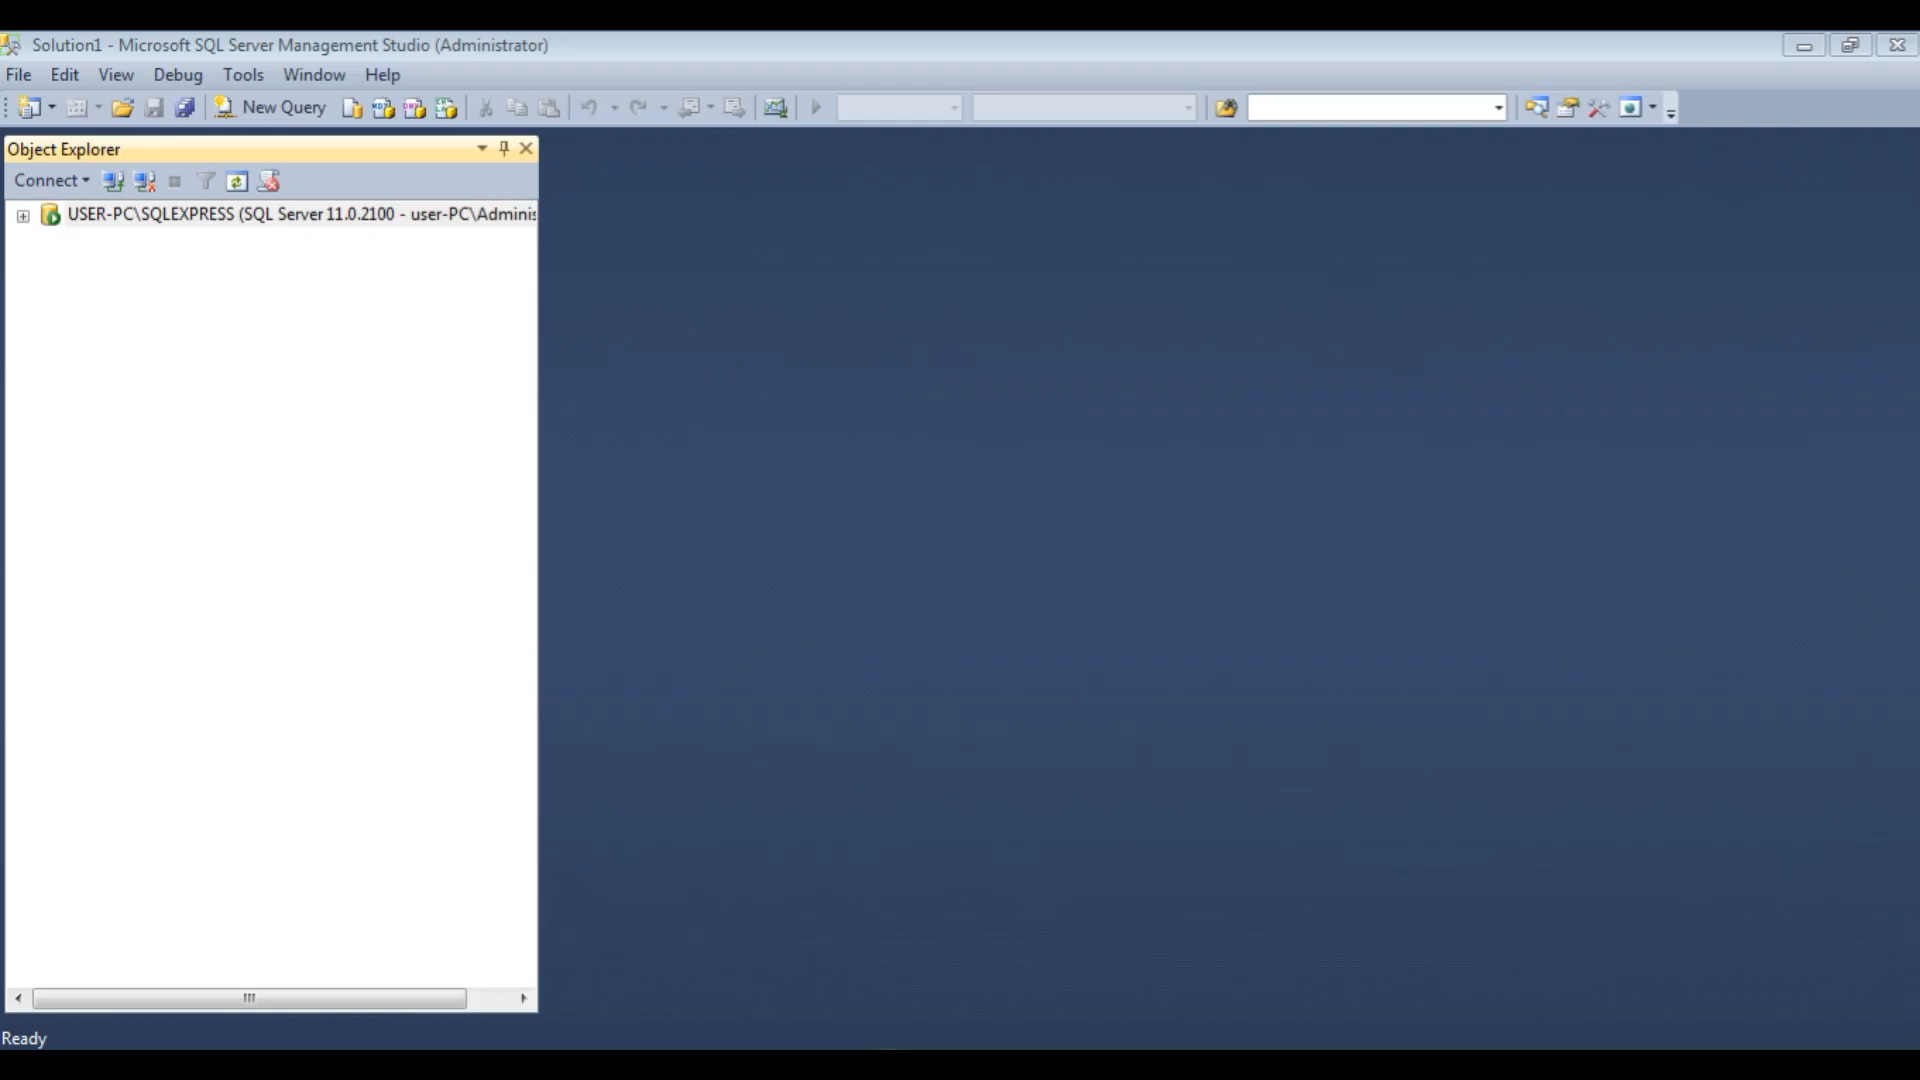 Solution1 - Microsoft SQL Server Management Studio (Administrator)
File Edit View Debug Tools Window Help
New Query
Object Explorer
Connect
USER-PC\SQLEXPRESS (SQL Server 11.0.2100 - user-PC\Adminis
Ready